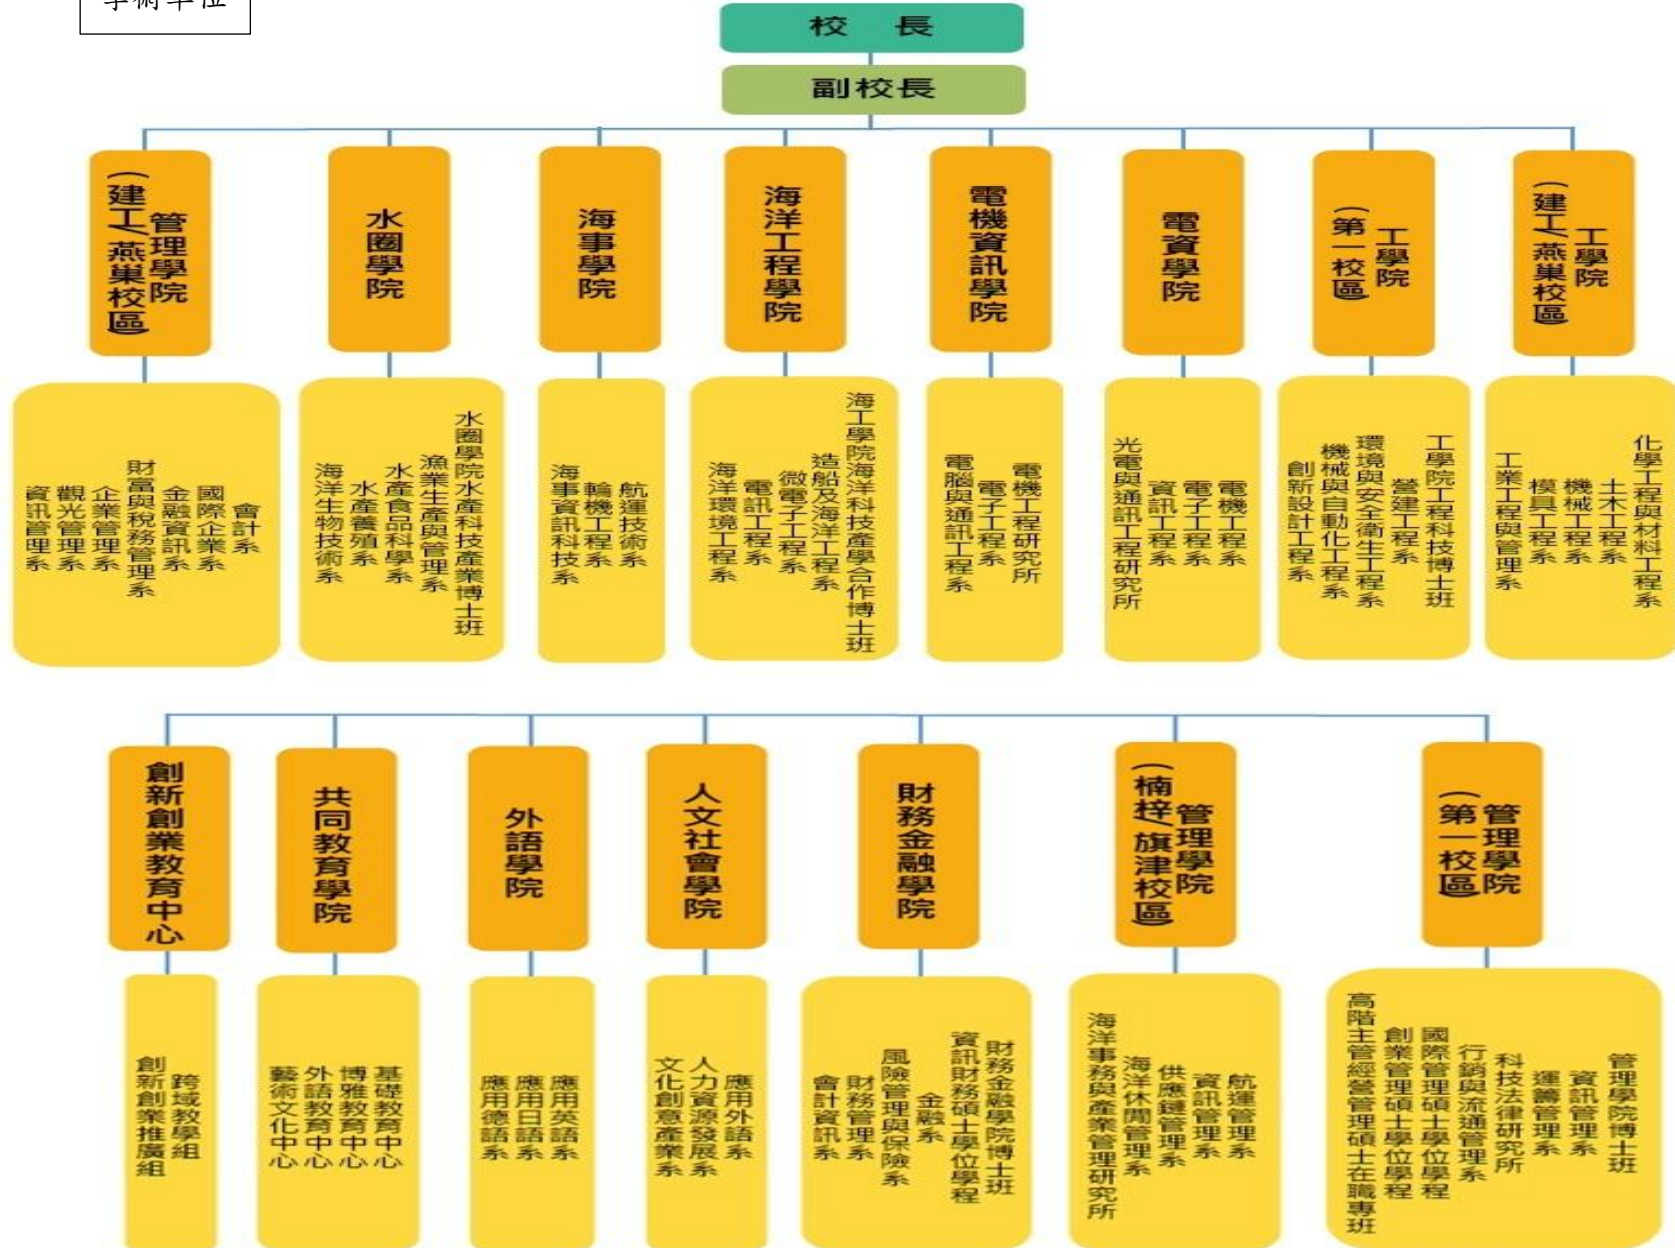 學術單位
校 長
副校長
工學院
(建工/燕巢校區)
化學工程與材料工程系
土木工程系
機械工程系
模具工程系
工業工程與管理系
工學院
(第一校區)
工學院工程科技博士班
營建工程系
環境與安全衛生工程系
機械與自動化工程系
創新設計工程系
電資學院
電機工程系
電子工程系
資訊工程系
光電與通訊工程研究所
電機資訊學院
電機工程研究所
電子工程系
電腦與通訊工程系
海洋工程學院
海工學院海洋科技產學合作博士班
造船及海洋工程系
微電子工程系
電訊工程系
海洋環境工程系
海事學院
航運技術系
輪機工程系
海事資訊科技系
水圈學院
水圈學院水產科技產業博士班
漁業生產與管理系
水產食品科學系
水產養殖系
海洋生物技術系
管理學院
(建工/燕巢校區)
會計系
國際企業系
金融資訊系
財富與稅務管理系
企業管理系
觀光管理系
資訊管理系
管理學院
(第一校區)
管理學院博士班
資訊管理系
運籌管理系
科技法律研究所
行銷與流通管理系
國際管理碩士學位學程
創業管理碩士學位學程
高階主管經營管理碩士在職專班
管理學院
(楠梓/旗津校區)
航運管理系
資訊管理系
供應鏈管理系
海洋休閒管理系
海洋事務與產業管理研究所
財務金融學院
財務金融學院博士班
資訊財務碩士學位學程
金融系
風險管理與保險系
財務管理系
會計資訊系
人文社會學院
應用外語系
人力資源發展系
文化創意產業系
外語學院
應用英語系
應用日語系
應用德語系
共同教育學院
基礎教育中心
博雅教育中心
外語教育中心
藝術文化中心
創新創業教育中心
跨域教學組
創新創業推廣組